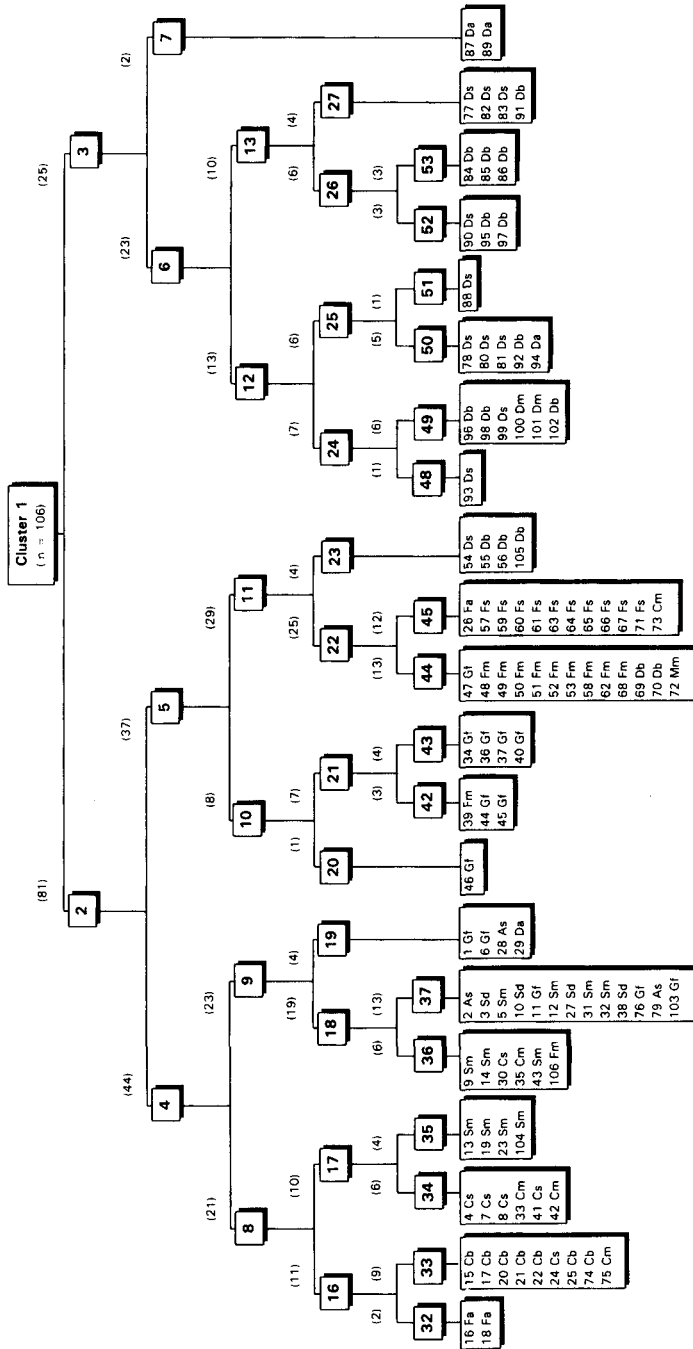 Cluster 1
(n = 106)
(81)
(25)
2
3
(44)
(37)
(23)
(2)
4
5
6
7
(21)
(23)
(8)
(29)
(13)
(10)
8
9
10
11
12
13
(11)
(10)
(19)
(4)
(1)
(7)
(25)
(4)
(7)
(6)
(6)
(4)
16
17
18
19
20
21
22
23
24
25
26
27
(2)
(9)
(6)
(4)
(6)
(13)
(3)
(4)
(13)
(12)
(1)
(6)
(5)
(1)
(3)
(3)
32
33
34
35
36
37
42
43
44
45
48
49
50
51
52
53
16 Fa
18 Fa
15 Cb
17 Cb
20 Cb
21 Cb
22 Cb
24 Cs
25 Cb
74 Cb
75 Cm
4 Cs
7 Cs
8 Cs
33 Cm
41 Cs
42 Cm
13 Sm
19 Sm
23 Sm
104 Sm
9 Sm
14 Sm
30 Cs
35 Cm
43 Sm
106 Fm
2 As
3 Sd
5 Sm
10 Sd
11 Gf
12 Sm
27 Sd
31 Sm
32 Sm
38 Sd
76 Gf
79 As
103 Gf
1 Gf
6 Gf
28 As
29 Da
46 Gf
39 Fm
44 Gf
45 Gf
34 Gf
36 Gf
37 Gf
40 Gf
47 Gf
48 Fm
49 Fm
50 Fm
51 Fm
52 Fm
53 Fm
58 Fm
62 Fm
68 Fm
69 Db
70 Db
72 Mm
26 Fa
57 Fs
59 Fs
60 Fs
61 Fs
63 Fs
64 Fs
65 Fs
66 Fs
67 Fs
71 Fs
73 Cm
54 Ds
55 Db
56 Db
105 Db
93 Ds
96 Db
98 Db
99 Ds
100 Dm
101 Dm
102 Db
78 Ds
80 Ds
81 Ds
92 Db
94 Da
88 Ds
90 Ds
95 Db
97 Db
84 Db
85 Db
86 Db
77 Ds
82 Ds
83 Ds
91 Db
87 Da
89 Da